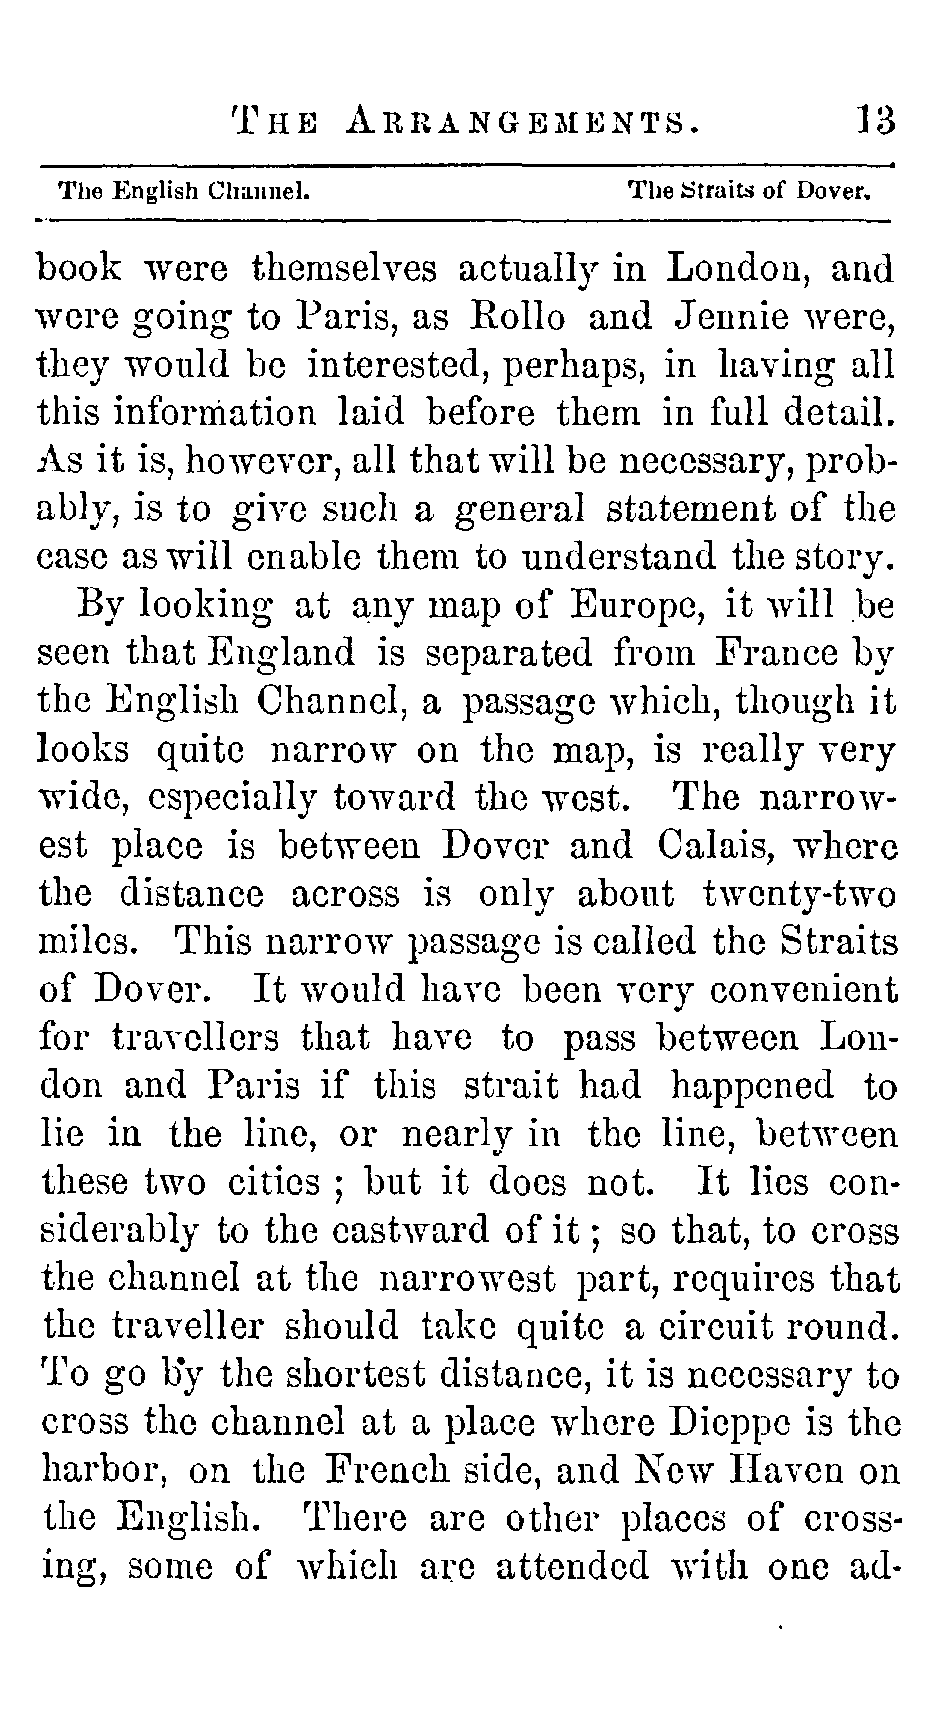 THE ARRANGEMENTS. 13
The English Channel. The Straits of Dover.
book were themselves actually in London, and
were going to Paris, as Rollo and Jennie were,
they would be interested, perhaps, in having all
this information laid before them in full detail.
As it is, however, all that will be necessary, prob-
ably, is to give such a general statement of the
case as will enable them to understand the story.
By looking at any map of Europe, it will be
seen that England is separated from France by
the English Channel, a passage which, though it
looks quite narrow on the map, is really very
wide, especially toward the west. The narrow-
est place is between Dover and Calais, where
the distance across is only about twenty-two
miles. This narrow passage is called the Straits
of Dover. It would have been very convenient
for travellers that have to pass between Lon-
don and Paris if this strait had happened to
lie in the line, or nearly in the line, between
these two cities ; but it does not. It lies con-
siderably to the eastward of it ; so that, to cross
the channel at the narrowest part, requires that
the traveller should take quite a circuit round.
To go by the shortest distance, it is necessary to
cross the channel at a place where Dieppe is the
harbor, on the French side, and New Haven on
the English. There are other places of cross-
ing, some of which are attended with one ad-